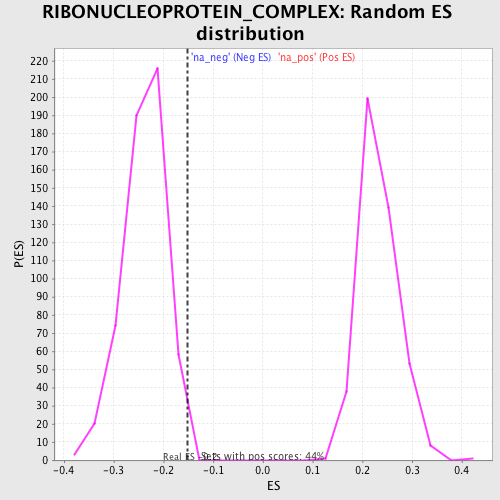 RIBONUCLEOPROTEIN_COMPLEX: Random ES
distribution
'na_neg' (Neg ES) 'na_pos' (Pos ES)
220
210
200
190
180
170
160
150
140
130
120
110
100
90
80
70
60
50
40
30
20
10
0
P(ES)
Real ES -0.2
Sets with pos scores: 44%
-0.4 -0.3 -0.2 -0.1 0.0 0.1 0.2 0.3 0.4
ES